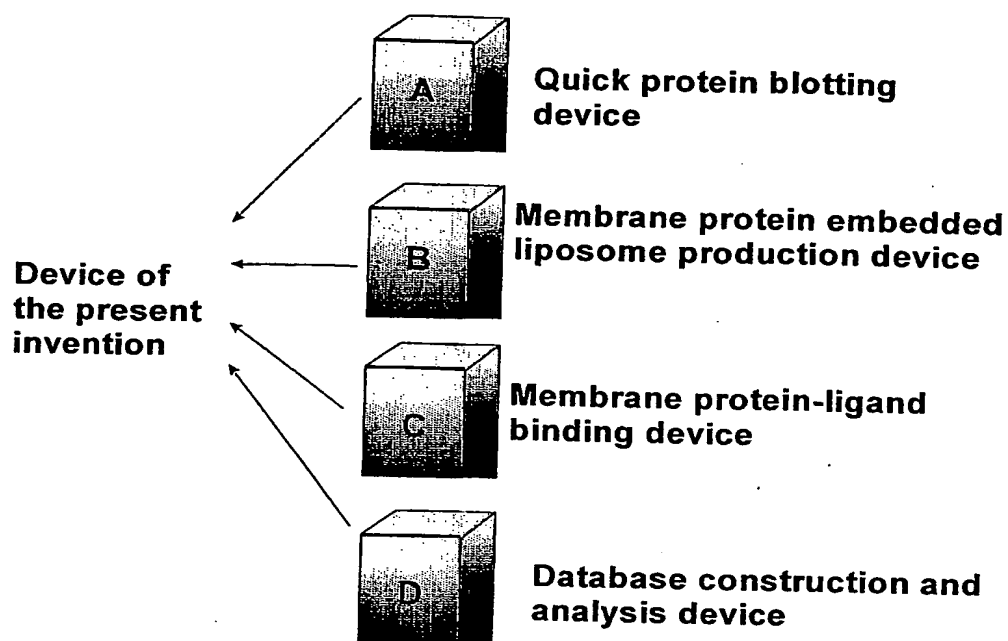 A
Quick protein blotting
device
B
Membrane protein embedded
liposome production device
Device of
the present
invention
C
Membrane protein-ligand
binding device
D
Database construction and
analysis device